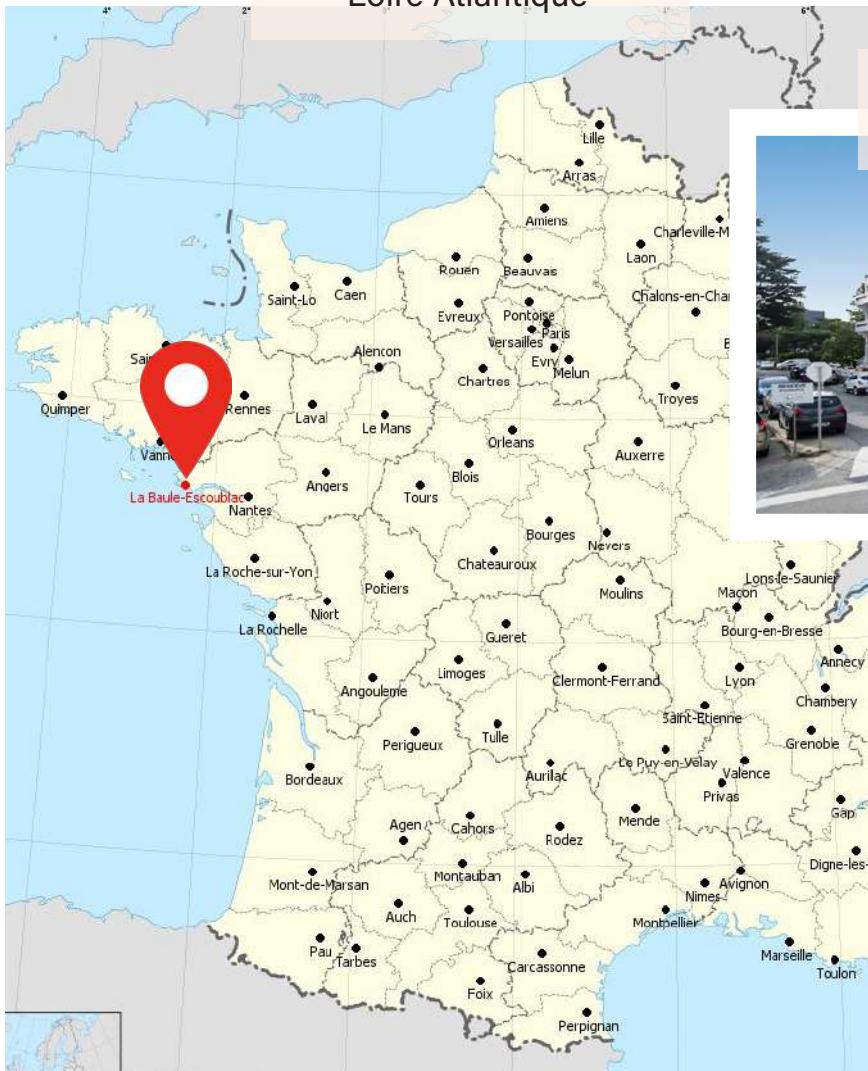 Loire Atlantique
4°
2°
6°
Lille
Arras
Amiens
Charleville-M
Laon
Rouen
Beauvais
Saint-Lo
Caen
Chalons-en-Char
Evreux
Pontoise
Paris
Versailles
Evry
Melun
Alencon
Chartres
Troyes
Quimper
Rennes
Laval
Le Mans
Orleans
Auxerre
Vanne
Blois
Angers
Tours
La Baule-Escoublac
Nantes
Bourges
Nevers
Chateauroux
La Roche-sur-Yon
Poitiers
Moulins
Lons-le-Saunier
Macon
Niort
La Rochelle
Gueret
Bourg-en-Bresse
Annecy
Limoges
Clermont-Ferrand
Lyon
Angouleme
Chambery
Saint-Etienne
Tulle
Perigueux
Grenoble
Le Puy-en-Velay
Aurilac
Valence
Bordeaux
Privas
Gap
Agen
Cahors
Mende
Rodez
Digne-les-
Montauban
Albi
Avignon
Mont-de-Marsan
Nimes
Auch
Toulouse
Montpellier
Marseille
Pau
Tarbes
Carcassonne
Toulon
Foix
Perpignan